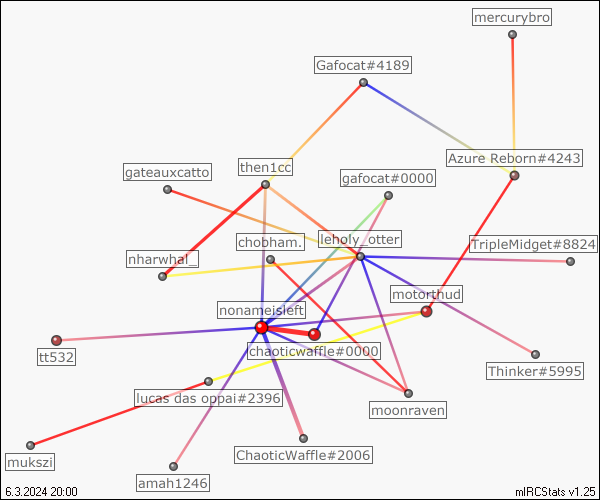 mercurybro
Gafocat#4189
Azure Reborn#4243
then1cc
gateauxcatto
gafocat#0000
chobham.
leholy_otter
TripleMidget#8824
nharwhal_
motorthud
nonameisleft
chaoticwaffle#0000
tt532
Thinker#5995
lucas das oppai#2396
moonraven
ChaoticWaffle#2006
mukszi
amah1246
6.3.2024 20:00
mIRCStats v1.25